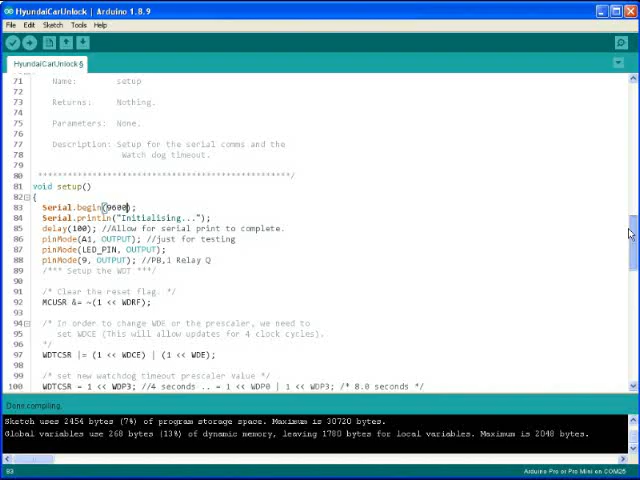 HyundaiCarUnlock | Arduino 1.8.9
File Edit Sketch Tools Help
HyundaiCarUnlock §
71 Name: setup
72
73 Returns: Nothing.
74
75 Parameters: None.
76
77 Description: Setup for the serial comms and the
78 Watch dog timeout.
79
80 *****************************************************/
81 void setup()
82 {
83 Serial.begin(9600);
84 Serial.println("Initialising...");
85 delay(100); //Allow for serial print to complete.
86 pinMode(A1, OUTPUT); //just for testing
87 pinMode(LED_PIN, OUTPUT);
88 pinMode(9, OUTPUT); //PB,1 Relay Q
89 /*** Setup the WDT ***/
90
91 /* Clear the reset flag. */
92 MCUSR &= ~(1 << WDRF);
93
94 /* In order to change WDE or the prescaler, we need to
95 set WDCE (This will allow updates for 4 clock cycles).
96 */
97 WDTCSR |= (1 << WDCE) | (1 << WDE);
98
99 /* set new watchdog timeout prescaler value */
100 WDTCSR = 1 << WDP3; //4 seconds .. = 1 << WDP0 | 1 << WDP3; /* 8.0 seconds */
Done compiling.
Sketch uses 2454 bytes (7%) of program storage space. Maximum is 30720 bytes.
Global variables use 268 bytes (13%) of dynamic memory, leaving 1780 bytes for local variables. Maximum is 2048 bytes.
83 Arduino Pro or Pro Mini on COM25